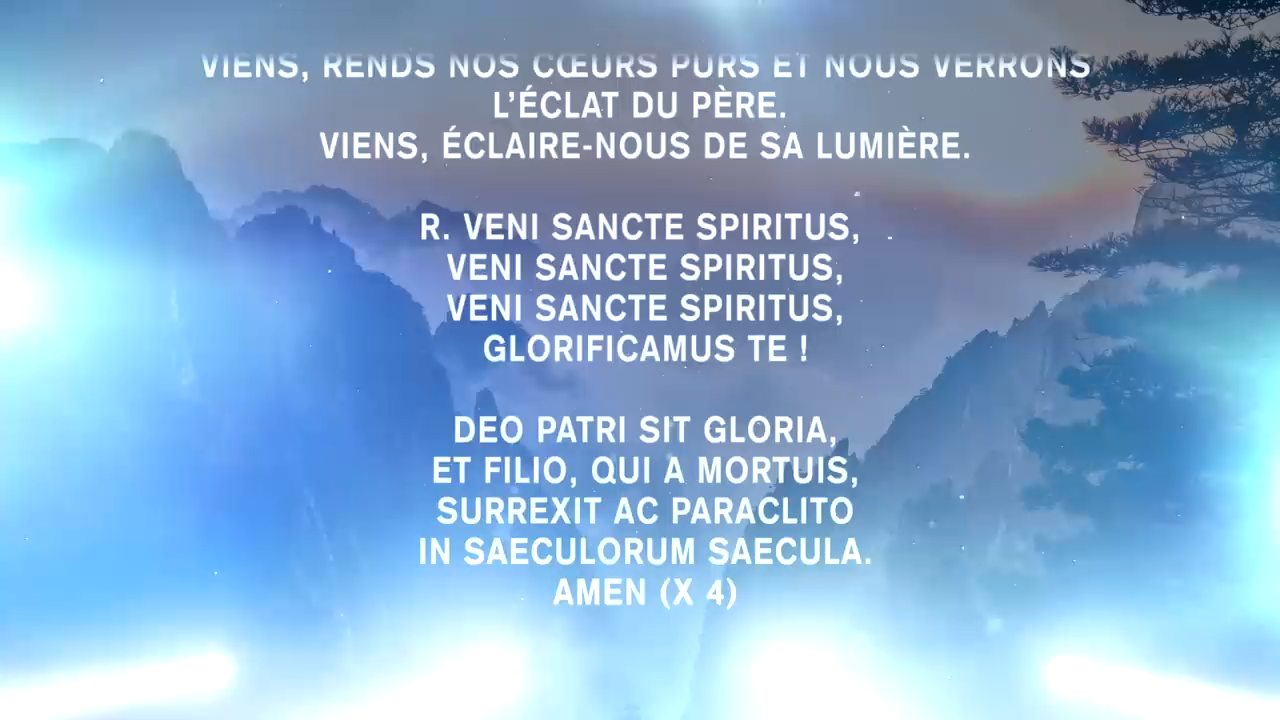 VIENS, RENDS NOS CŒURS PURS ET NOUS VERRONS
L’ÉCLAT DU PÈRE.
VIENS, ÉCLAIRE-NOUS DE SA LUMIÈRE.
R. VENI SANCTE SPIRITUS,
VENI SANCTE SPIRITUS,
VENI SANCTE SPIRITUS,
GLORIFICAMUS TE !
DEO PATRI SIT GLORIA,
ET FILIO, QUI A MORTUIS,
SURREXIT AC PARACLITO
IN SAECULORUM SAECULA.
AMEN (X 4)